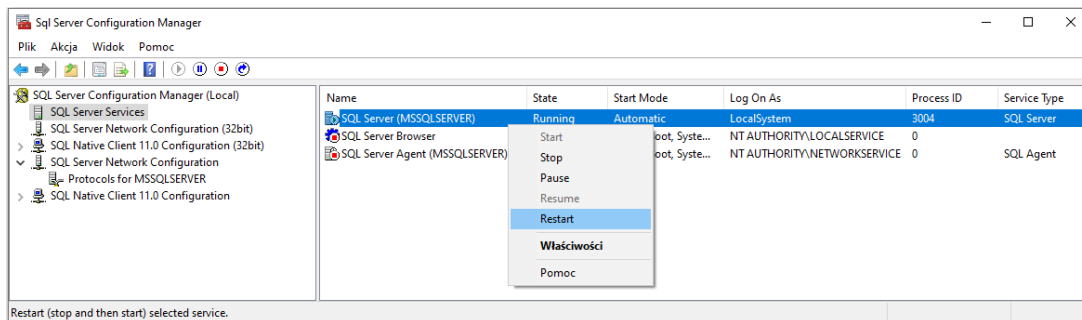 Sql Server Configuration Manager
Plik Akcja Widok Pomoc
SQL Server Configuration Manager (Local)
SQL Server Services
SQL Server Network Configuration (32bit)
SQL Native Client 11.0 Configuration (32bit)
SQL Server Network Configuration
Protocols for MSSQLSERVER
SQL Native Client 11.0 Configuration
Name State Start Mode Log On As Process ID Service Type
SQL Server (MSSQLSERVER) Running Automatic LocalSystem 3004 SQL Server
SQL Server Browser oot, Syste... NT AUTHORITY\LOCALSERVICE 0
SQL Server Agent (MSSQLSERVER) oot, Syste... NT AUTHORITY\NETWORKSERVICE 0 SQL Agent
Start
Stop
Pause
Resume
Restart
Właściwości
Pomoc
Restart (stop and then start) selected service.